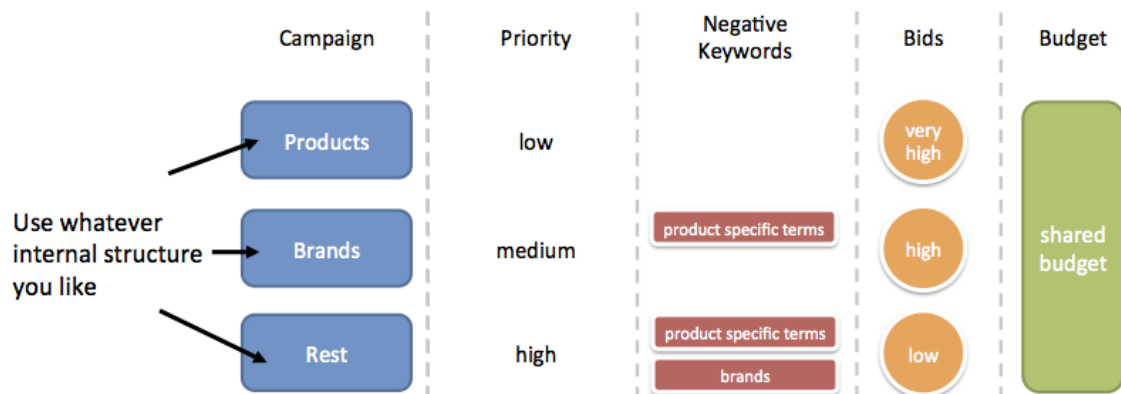 Campaign
Priority
Negative
Keywords
Bids
Budget
Products
low
very
high
Use whatever
internal structure
you like
Brands
medium
product specific terms
high
shared
budget
Rest
high
product specific terms
brands
low